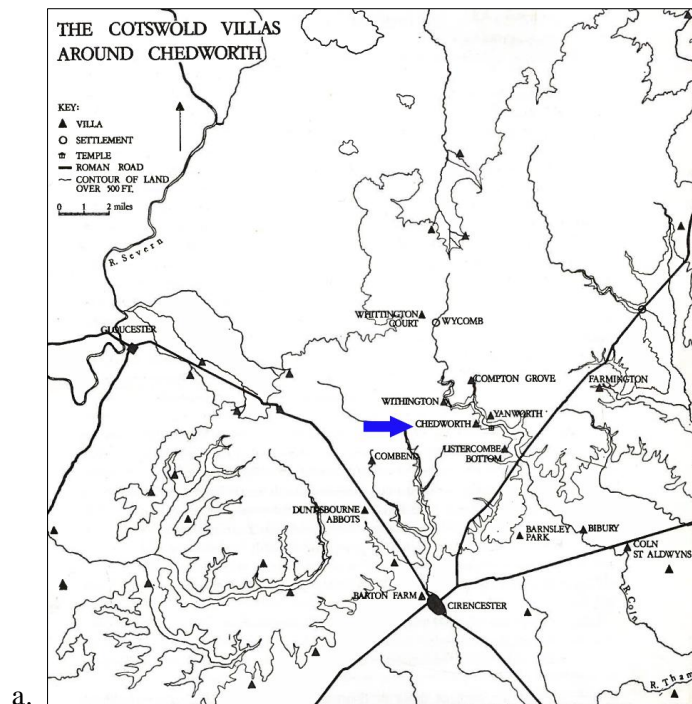 THE COTSWOLD VILLAS
AROUND CHEDWORTH
KEY:
VILLA
SETTLEMENT
TEMPLE
ROMAN ROAD
CONTOUR OF LAND
OVER 500 FT.
0 1 2 miles
R. Severn
GLOUCESTER
WHITTINGTON
COURT
WYCOMB
COMPTON GROVE
FARMINGTON
WITHINGTON
YANWORTH
CHEDWORTH
LISTERCOMBE
BOTTOM
COMBEND
DUNTISBOURNE
ABBOTS
BARNSLEY
PARK
BIBURY
COLN
ST ALDWYNS
BARTON FARM
CIRENCESTER
R. Coln
R. Tham
a.